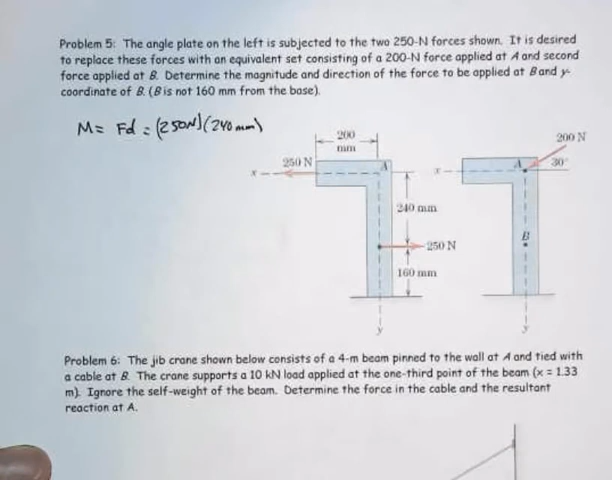 Problem 5: The angle plate on the left is subjected to the two 250-N forces shown. It is desired
to replace these forces with an equivalent set consisting of a 200-N force applied at A and second
force applied at B. Determine the magnitude and direction of the force to be applied at B and y-
coordinate of B. (B is not 160 mm from the base).
M = Fd = (250N)(240 mm)
200
mm
200 N
250 N
A
A
30°
x
x
240 mm
B
250 N
160 mm
y
y
Problem 6: The jib crane shown below consists of a 4-m beam pinned to the wall at A and tied with
a cable at B. The crane supports a 10 kN load applied at the one-third point of the beam (x = 1.33
m). Ignore the self-weight of the beam. Determine the force in the cable and the resultant
reaction at A.